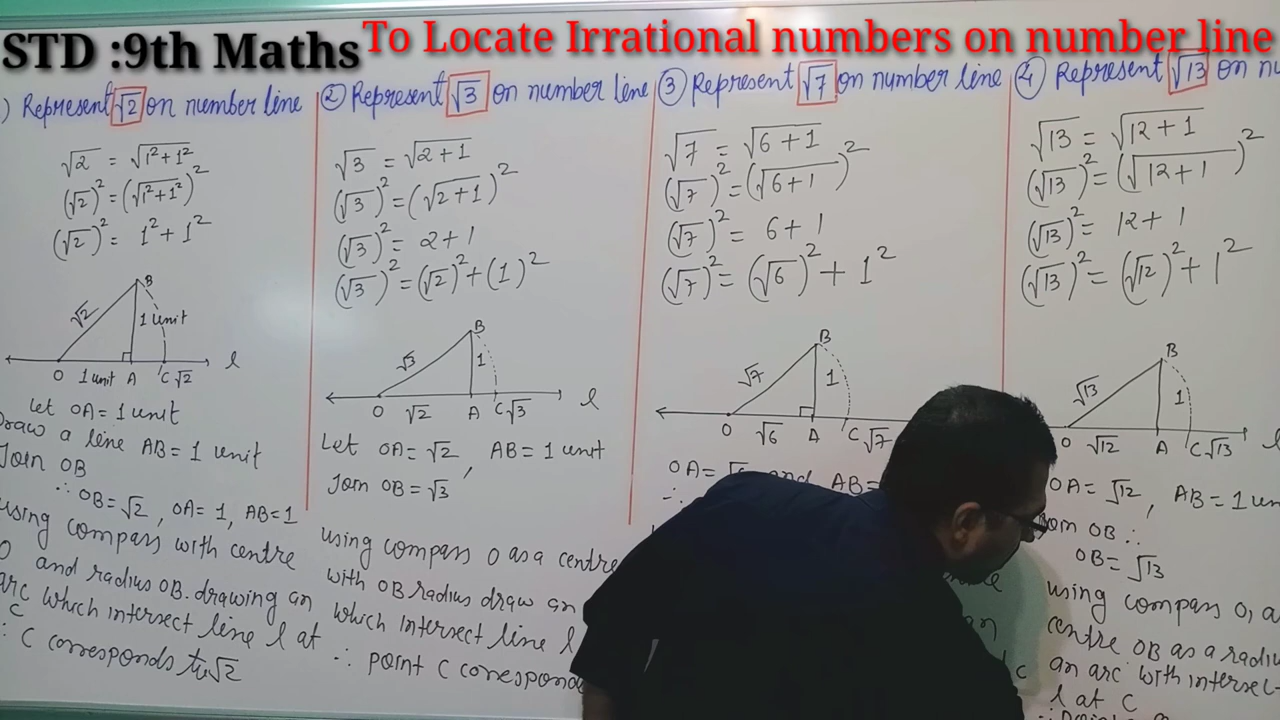 STD :9th Maths
To Locate Irrational numbers on number line
) Represent √2 on number line
√2 = √1²+1²
(√2)² = (√1²+1²)²
(√2)² = 1²+1²
B
√2
1 unit
O 1 unit A C √2
l
Let OA = 1 unit
Draw a line AB = 1 unit
Join OB
∴ OB = √2, OA = 1, AB = 1
using compass with centre
O and radius OB. drawing an
arc which intersect line l at
C
∴ C corresponds to √2
② Represent √3 on number line
√3 = √2+1
(√3)² = (√2+1)²
(√3)² = 2+1
(√3)² = (√2)²+(1)²
B
√3
1
O √2 A C √3
l
Let OA = √2, AB = 1 unit
Join OB = √3
using compass O as a centre
with OB radius draw an
which intersect line l
∴ point C
③ Represent √7 on number line
√7 = √6+1
(√7)² = (√6+1)²
(√7)² = 6+1
(√7)² = (√6)²+1²
B
√7
1
O √6 A C √7
OA = and AB =
∴
④ Represent √13 on
√13 = √12+1
(√13)² = (√12+1)²
(√13)² = 12+1
(√13)² = (√12)²+1²
B
√13
1
O √12 A C √13
l
OA = √12, AB = 1
Join OB ∴
OB = √13
using compass O, a
centre OB as a
an arc with
l at C